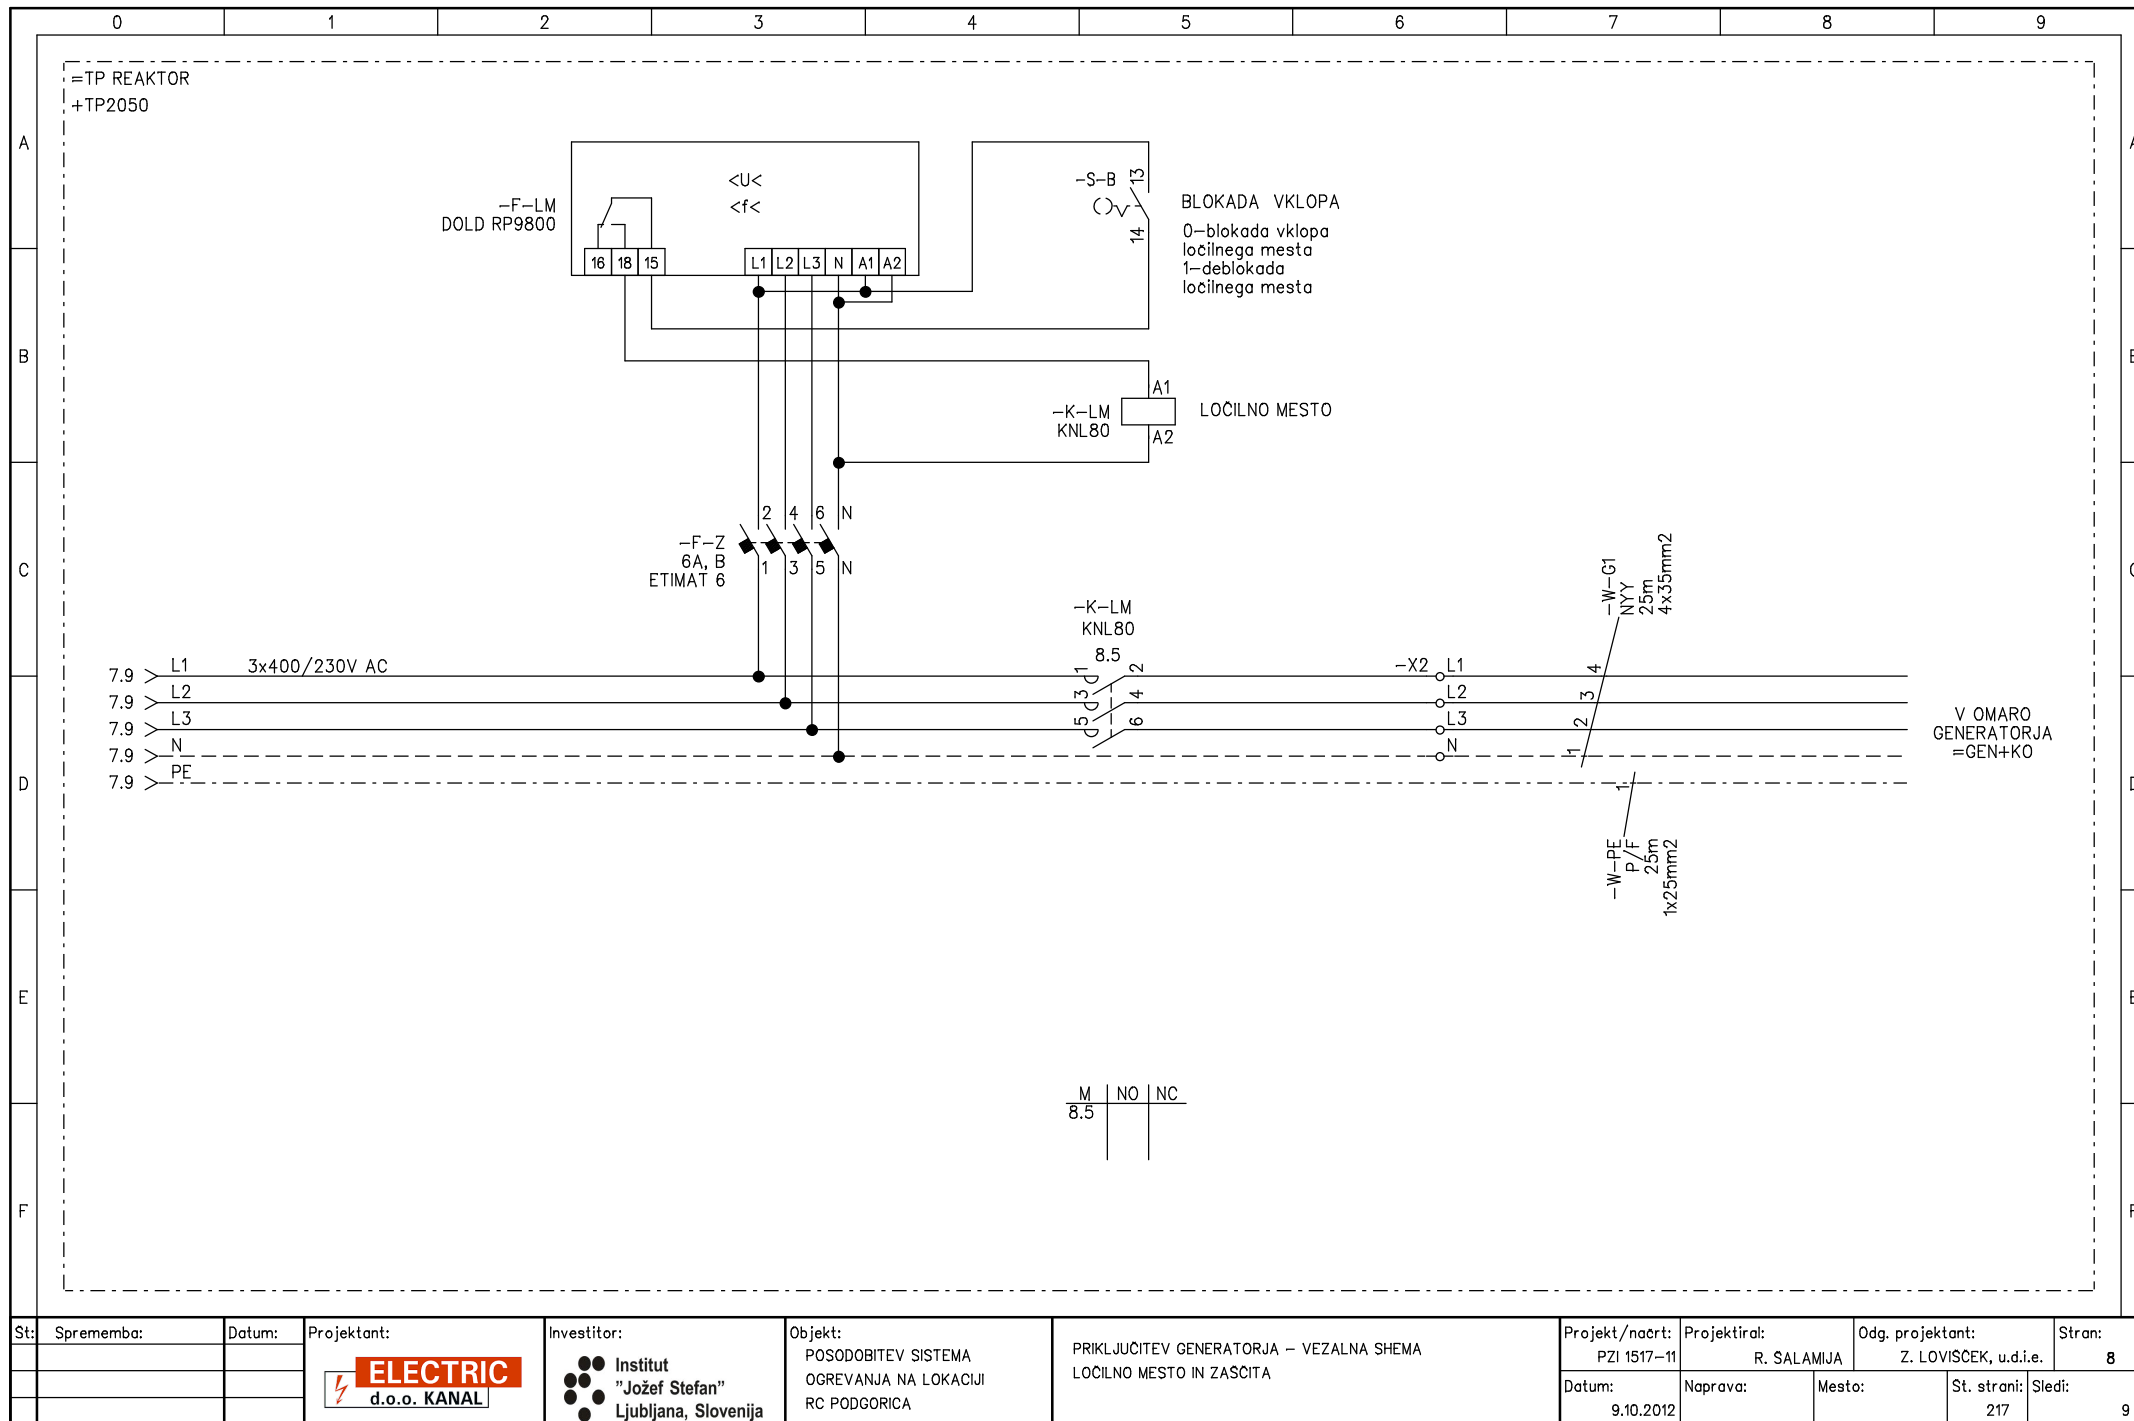 0 1 2 3 4 5 6 7 8 9
=TP REAKTOR
+TP2050
A
B
C
D
E
F
-F-LM
DOLD RP9800
<U<
<f<
16 18 15
L1 L2 L3 N A1 A2
-S-B
13
14
BLOKADA VKLOPA
0-blokada vklopa
ločilnega mesta
1-deblokada
ločilnega mesta
A1
-K-LM
KNL80
A2
LOČILNO MESTO
2 4 6 N
-F-Z
6A, B
ETIMAT 6
1 3 5 N
-K-LM
KNL80
8.5
1 2
3 4
5 6
-W-G1
NYY
25m
4x35mm2
7.9 L1 3x400/230V AC
7.9 L2
7.9 L3
7.9 N
7.9 PE
-X2 L1
L2
L3
N
4
3
2
1
V OMARO
GENERATORJA
=GEN+KO
1
-W-PE
P/F
25m
1x25mm2
M NO NC
8.5
Št: Sprememba: Datum:
Projektant:
ELECTRIC
d.o.o. KANAL
Investitor:
Institut
"Jožef Stefan"
Ljubljana, Slovenija
Objekt:
POSODOBITEV SISTEMA
OGREVANJA NA LOKACIJI
RC PODGORICA
PRIKLJUČITEV GENERATORJA - VEZALNA SHEMA
LOČILNO MESTO IN ZAŠČITA
Projekt/načrt:
PZI 1517-11
Projektiral:
R. ŠALAMIJA
Odg. projektant:
Z. LOVIŠČEK, u.d.i.e.
Stran:
8
Datum:
9.10.2012
Naprava:
Mesto:
Št. strani:
217
Sledi:
9